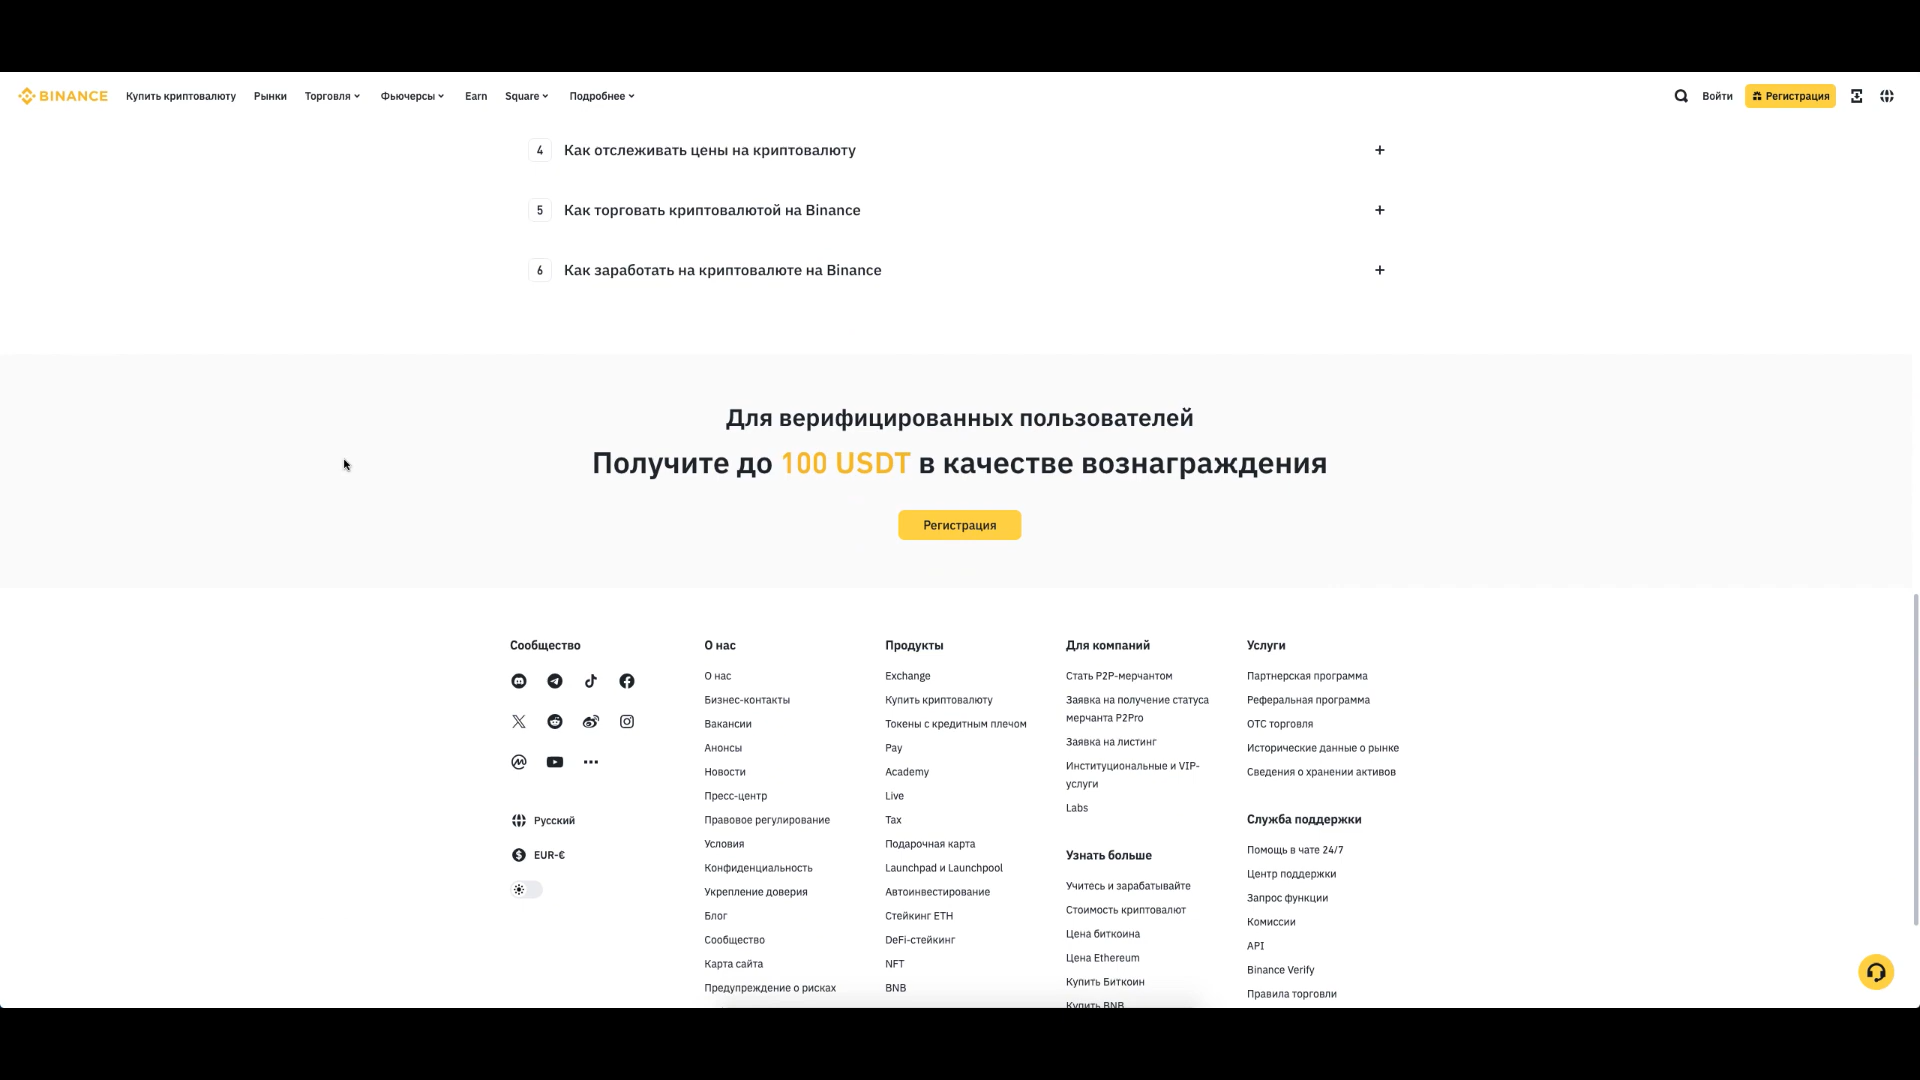 BINANCE
Купить криптовалюту
Рынки
Торговля
Фьючерсы
Earn
Square
Подробнее
Войти
Регистрация
4
Как отслеживать цены на криптовалюту
+
5
Как торговать криптовалютой на Binance
+
6
Как заработать на криптовалюте на Binance
+
Для верифицированных пользователей
Получите до 100 USDT в качестве вознаграждения
Регистрация
Сообщество
Русский
EUR-€
О нас
О нас
Бизнес-контакты
Вакансии
Анонсы
Новости
Пресс-центр
Правовое регулирование
Условия
Конфиденциальность
Укрепление доверия
Блог
Сообщество
Карта сайта
Предупреждение о рисках
Продукты
Exchange
Купить криптовалюту
Токены с кредитным плечом
Pay
Academy
Live
Tax
Подарочная карта
Launchpad и Launchpool
Автоинвестирование
Стейкинг ETH
DeFi-стейкинг
NFT
BNB
Для компаний
Стать P2P-мерчантом
Заявка на получение статуса
мерчанта P2Pro
Заявка на листинг
Институциональные и VIP-
услуги
Labs
Узнать больше
Учитесь и зарабатывайте
Стоимость криптовалют
Цена биткоина
Цена Ethereum
Купить Биткоин
Купить BNB
Услуги
Партнерская программа
Реферальная программа
OTC торговля
Исторические данные о рынке
Сведения о хранении активов
Служба поддержки
Помощь в чате 24/7
Центр поддержки
Запрос функции
Комиссии
API
Binance Verify
Правила торговли